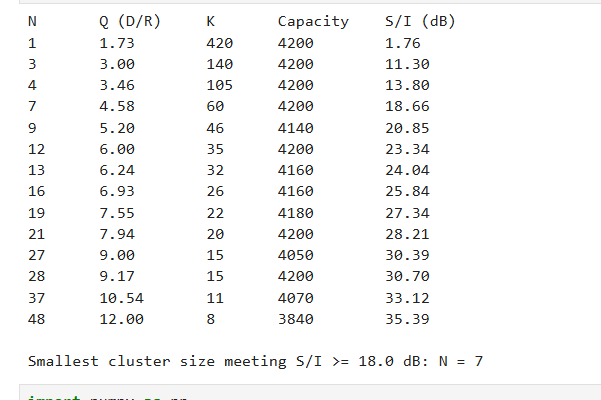 N Q (D/R) K Capacity S/I (dB)
1 1.73 420 4200 1.76
3 3.00 140 4200 11.30
4 3.46 105 4200 13.80
7 4.58 60 4200 18.66
9 5.20 46 4140 20.85
12 6.00 35 4200 23.34
13 6.24 32 4160 24.04
16 6.93 26 4160 25.84
19 7.55 22 4180 27.34
21 7.94 20 4200 28.21
27 9.00 15 4050 30.39
28 9.17 15 4200 30.70
37 10.54 11 4070 33.12
48 12.00 8 3840 35.39
Smallest cluster size meeting S/I >= 18.0 dB: N = 7